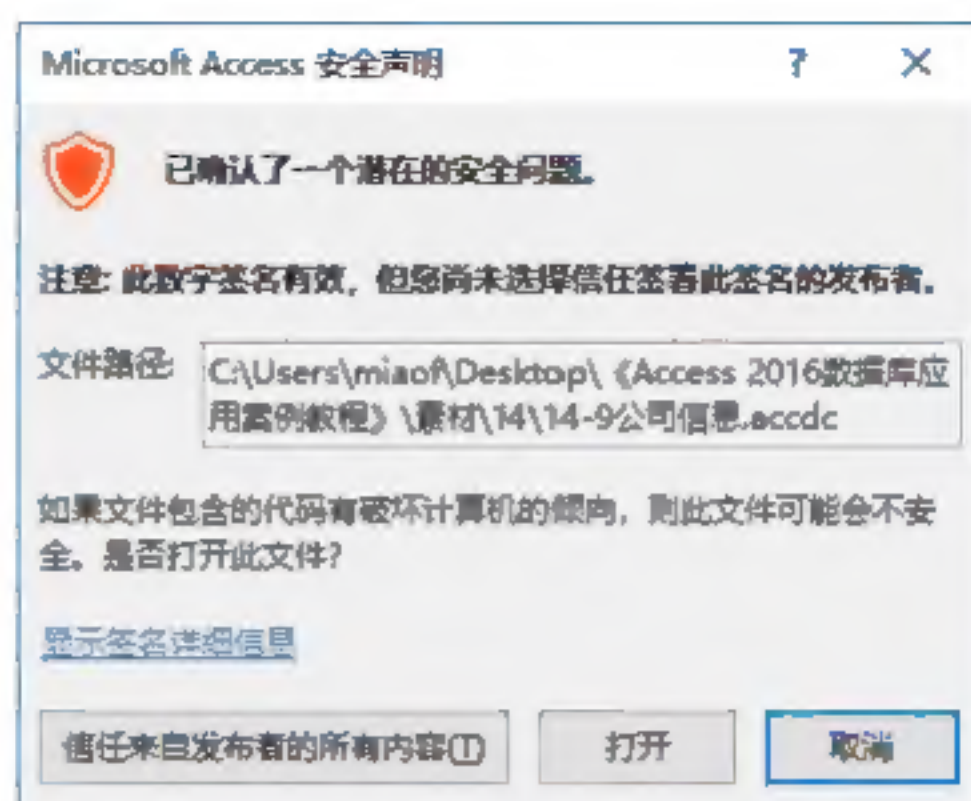 Microsoft Access 安全声明
已确认了一个潜在的安全问题。
注意: 此数字签名有效，但您尚未选择信任签署此签名的发布者。
文件路径: C:\Users\miaof\Desktop\《Access 2016数据库应
用案例教程》\素材\14\14-9公司信息.accdc
如果文件包含的代码有破坏计算机的倾向，则此文件可能会不安
全。是否打开此文件？
显示签名详细信息
信任来自发布者的所有内容(T)
打开
取消